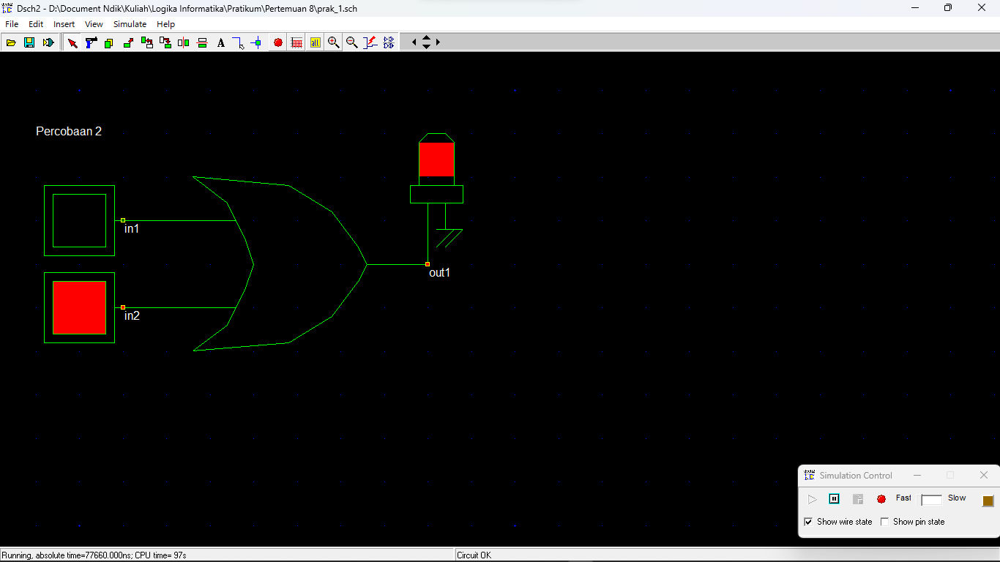 Dsch2 - D:\Document Ndik\Kuliah\Logika Informatika\Pratikum\Pertemuan 8\prak_1.sch
File Edit Insert View Simulate Help
A
Percobaan 2
in1
out1
in2
Simulation Control
Fast Slow
Show wire state Show pin state
Running, absolute time=77660.000ns; CPU time= 97s Circuit OK